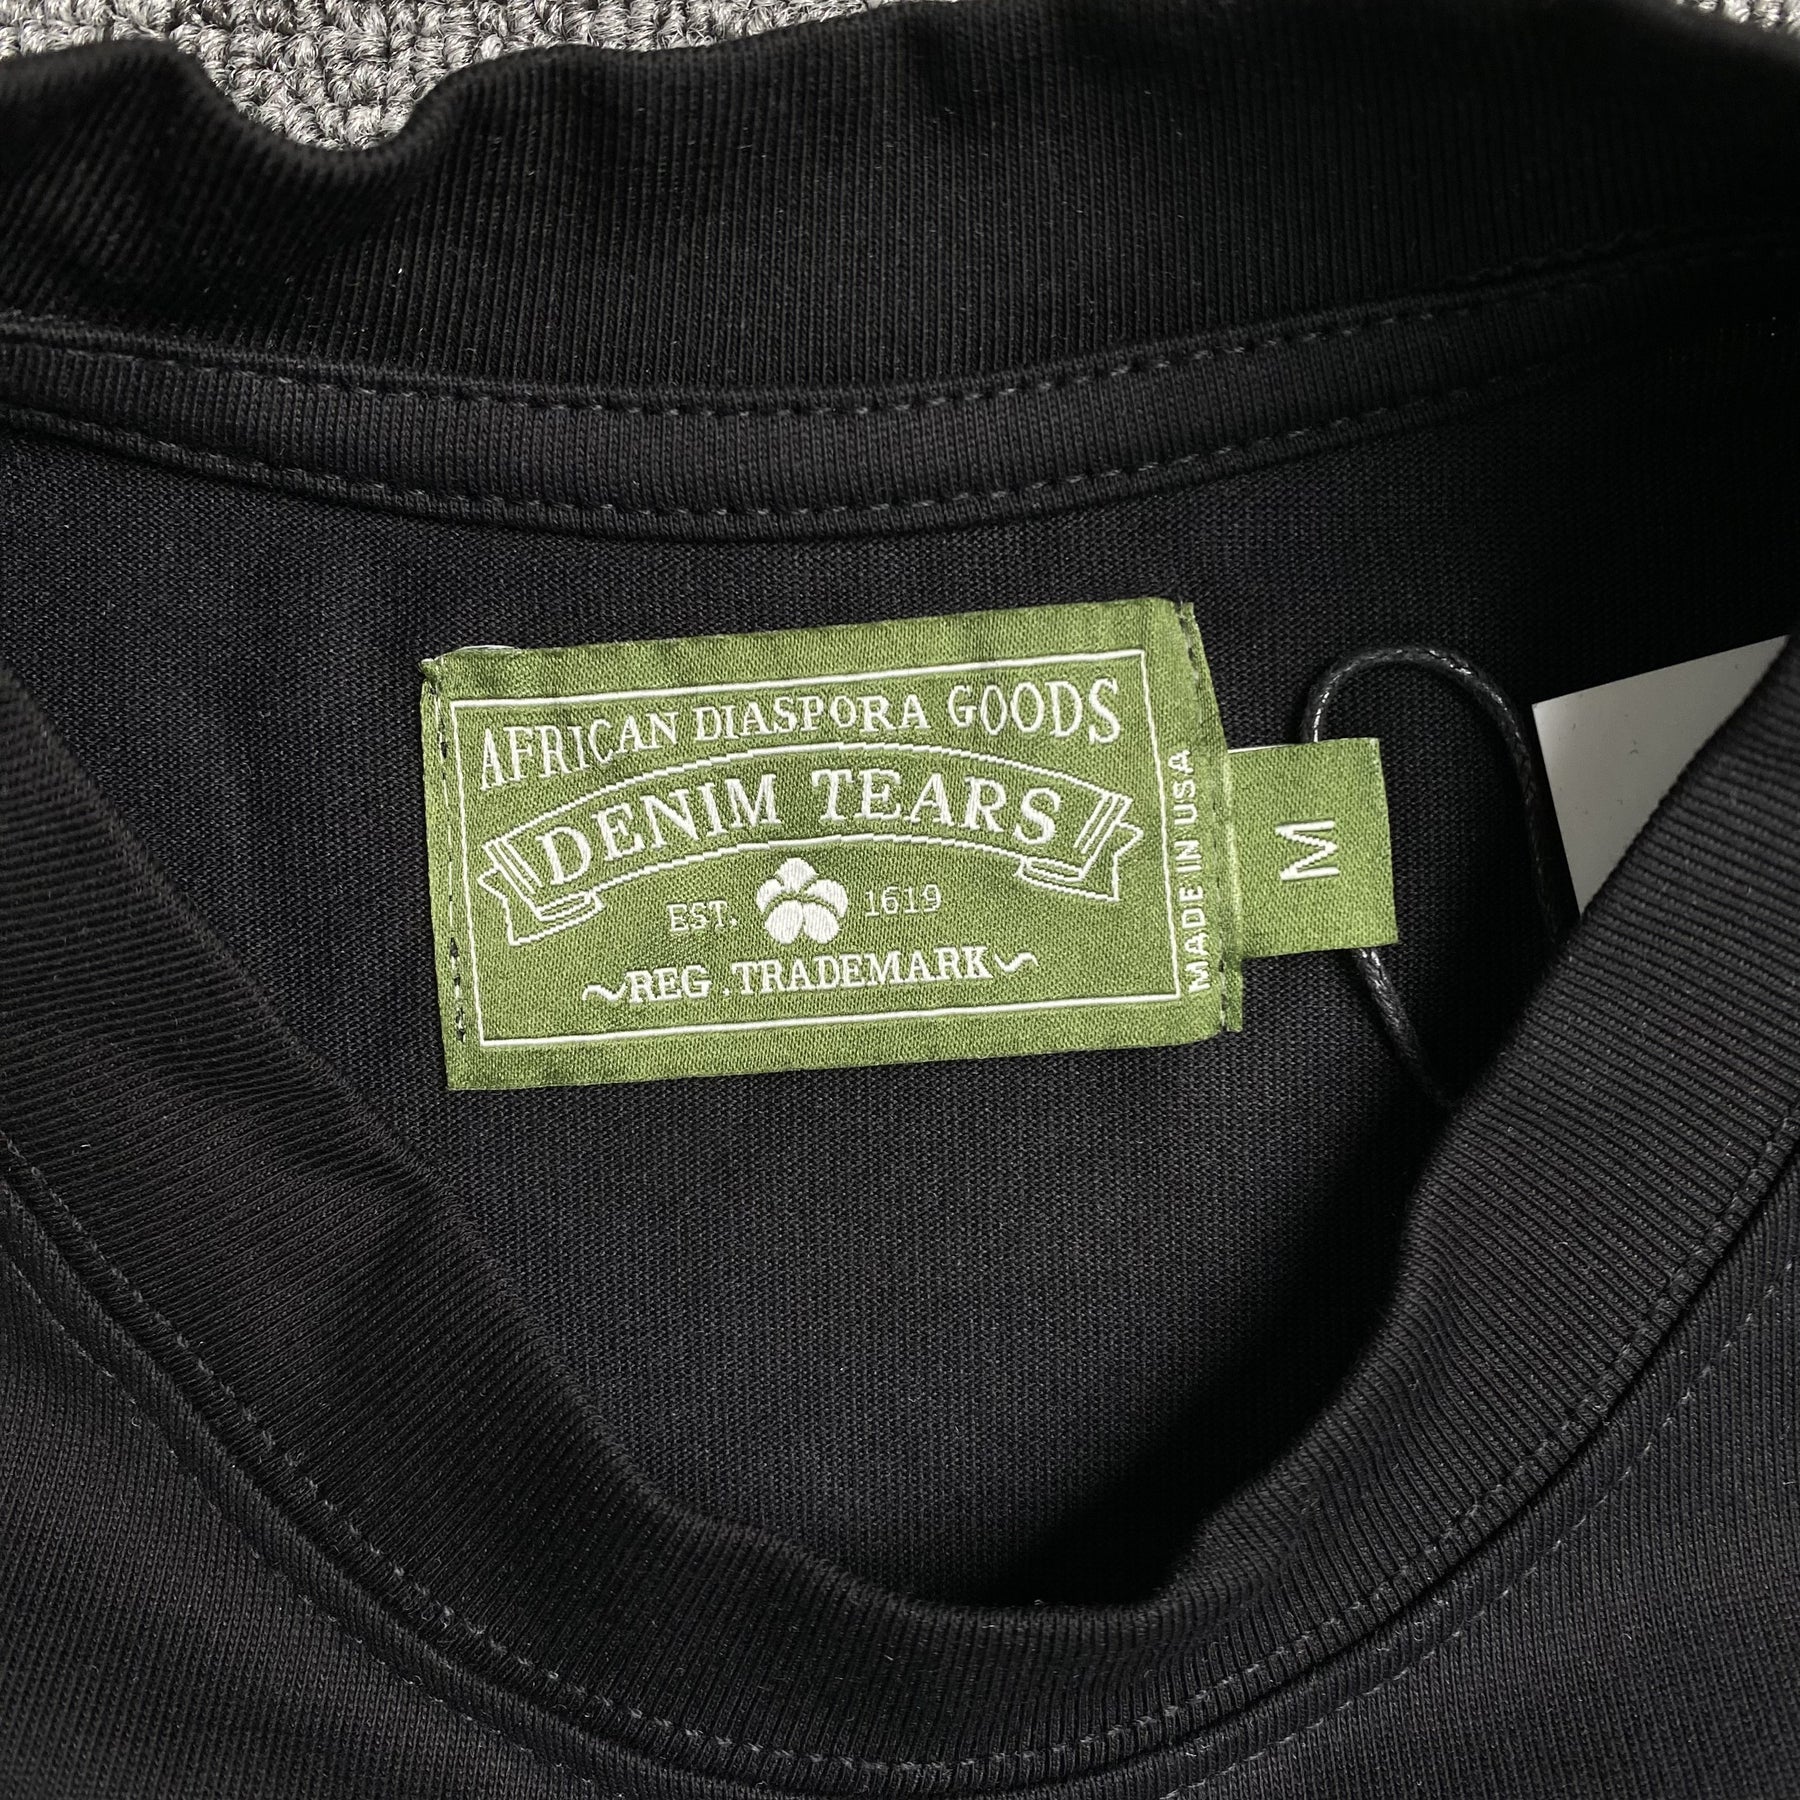 AFRICAN DIASPORA GOODS
DENIM TEARS
EST. 1619
~REG .TRADEMARK~
MADE IN USA
M